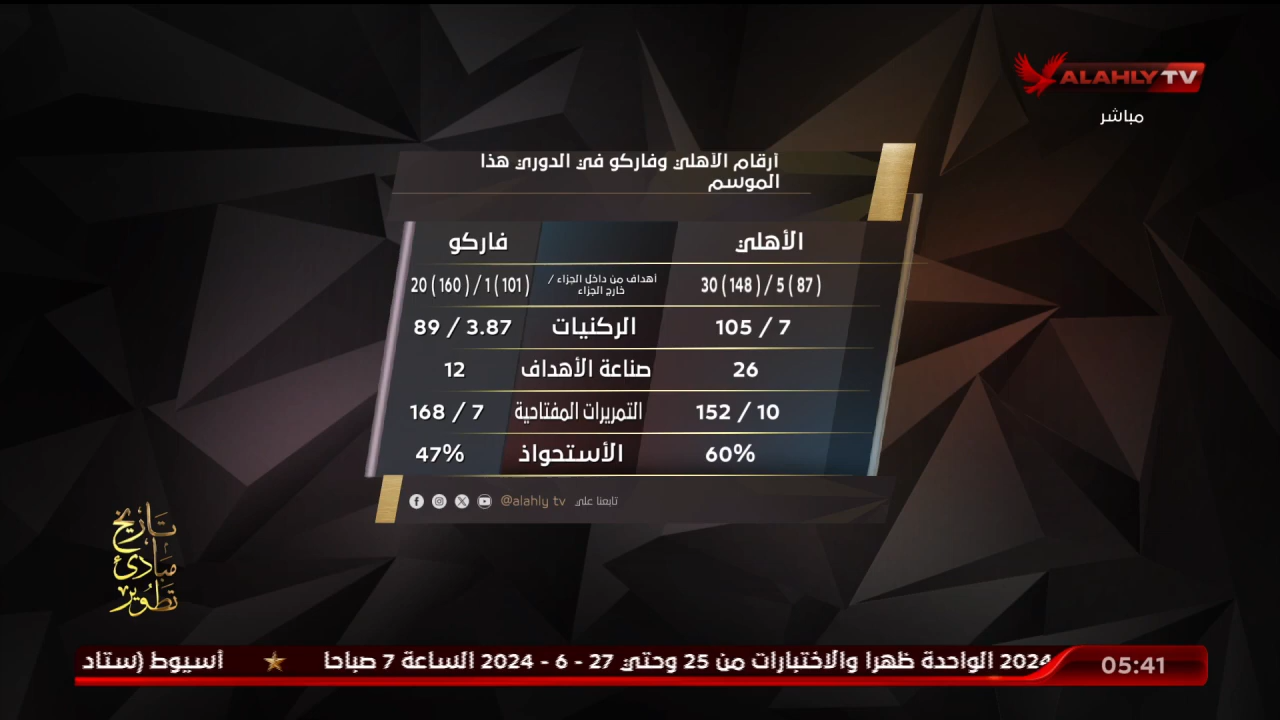 ALAHLY TV
مباشر
أرقام الأهلي وفاركو في الدوري هذا
الموسم
الأهلي فاركو
30 (148) / 5 (87) أهداف من داخل الجزاء / خارج الجزاء 20 (160) / 1 (101)
105 / 7 الركنيات 89 / 3.87
26 صناعة الأهداف 12
152 / 10 التمريرات المفتاحية 168 / 7
60% الأستحواذ 47%
تابعنا علي @alahly tv
تاريخ
مبادئ
تطوير
2024 الواحدة ظهرا والاختبارات من 25 وحتي 27 - 6 - 2024 الساعة 7 صباحا ★ أسيوط (ستاد
05:41